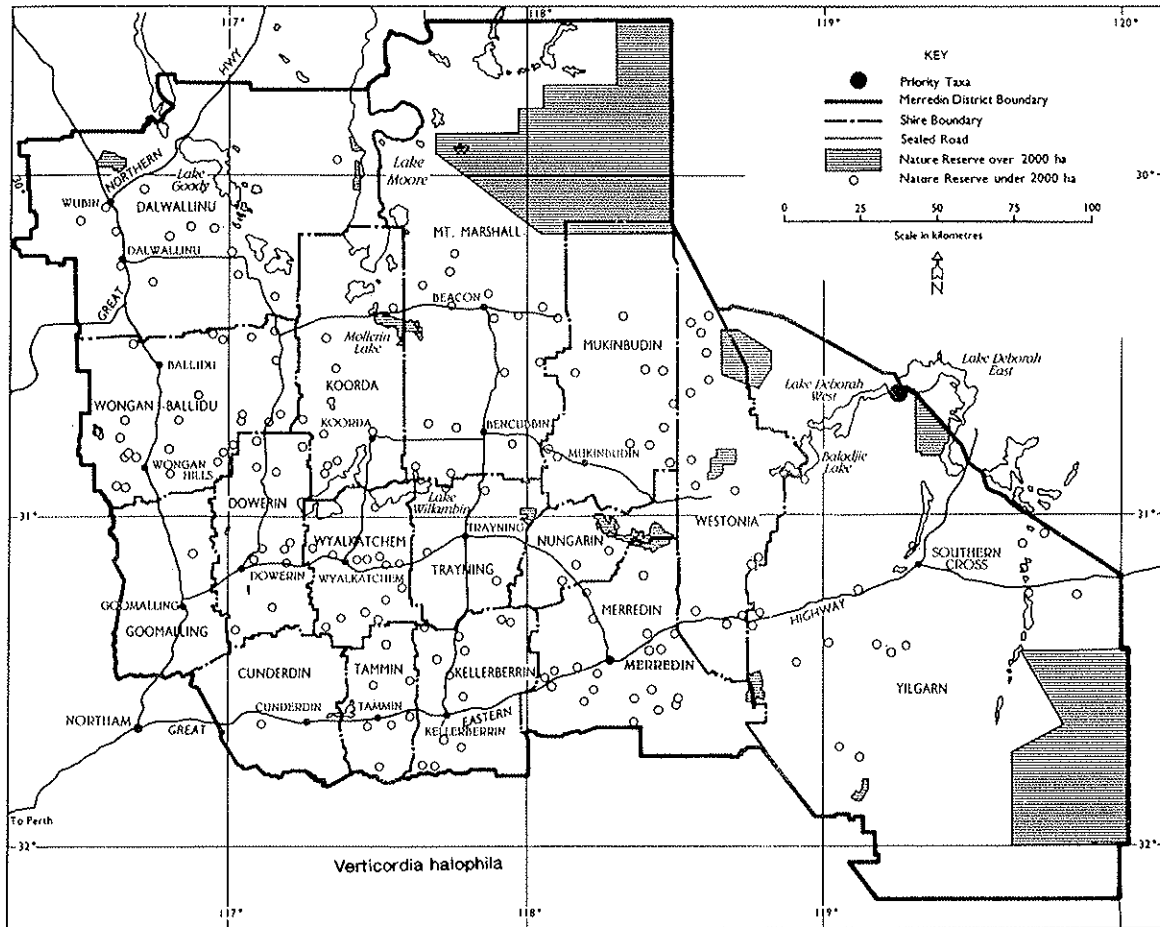 117°
118°
119°
120°
KEY
Priority Taxa
Merredin District Boundary
Shire Boundary
Sealed Road
Nature Reserve over 2000 ha
Nature Reserve under 2000 ha
0 25 50 75 100
Scale in kilometres
N
HWY
NORTHERN
GREAT
30°
30°
Lake Goody
Lake Moore
WUBIN
DALWALLINU
DALWALLINU
MT. MARSHALL
BEACON
Mollerin Lake
MUKINBUDIN
BALLIDU
KOORDA
Lake Deborah East
Lake Deborah West
WONGAN BALLIDU
KOORDA
BENCUBBIN
MUKINBUDIN
Baladjie Lake
WONGAN HILLS
DOWERIN
Lake Wallambin
WESTONIA
31°
31°
WYALKATCHEM
TRAYNING
NUNGARIN
SOUTHERN CROSS
DOWERIN
WYALKATCHEM
TRAYNING
GOOMALLING
GOOMALLING
MERREDIN
HIGHWAY
CUNDERDIN
TAMMIN
KELLERBERRIN
MERREDIN
YILGARN
NORTHAM
GREAT
CUNDERDIN
TAMMIN
EASTERN
KELLERBERRIN
To Perth
32°
32°
Verticordia halophila
117°
118°
119°